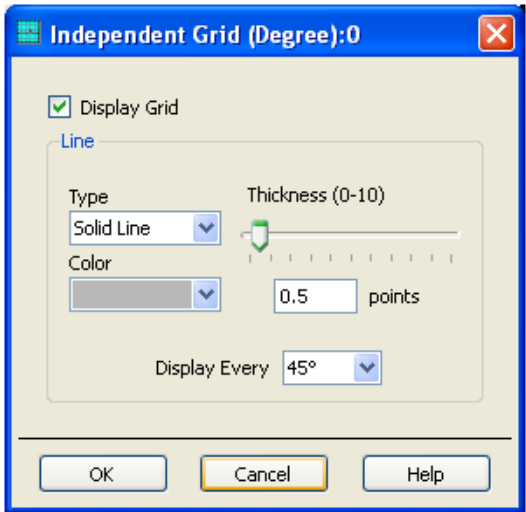 Independent Grid (Degree):0
Display Grid
Line
Type
Thickness (0-10)
Solid Line
Color
0.5 points
Display Every 45°
OK Cancel Help